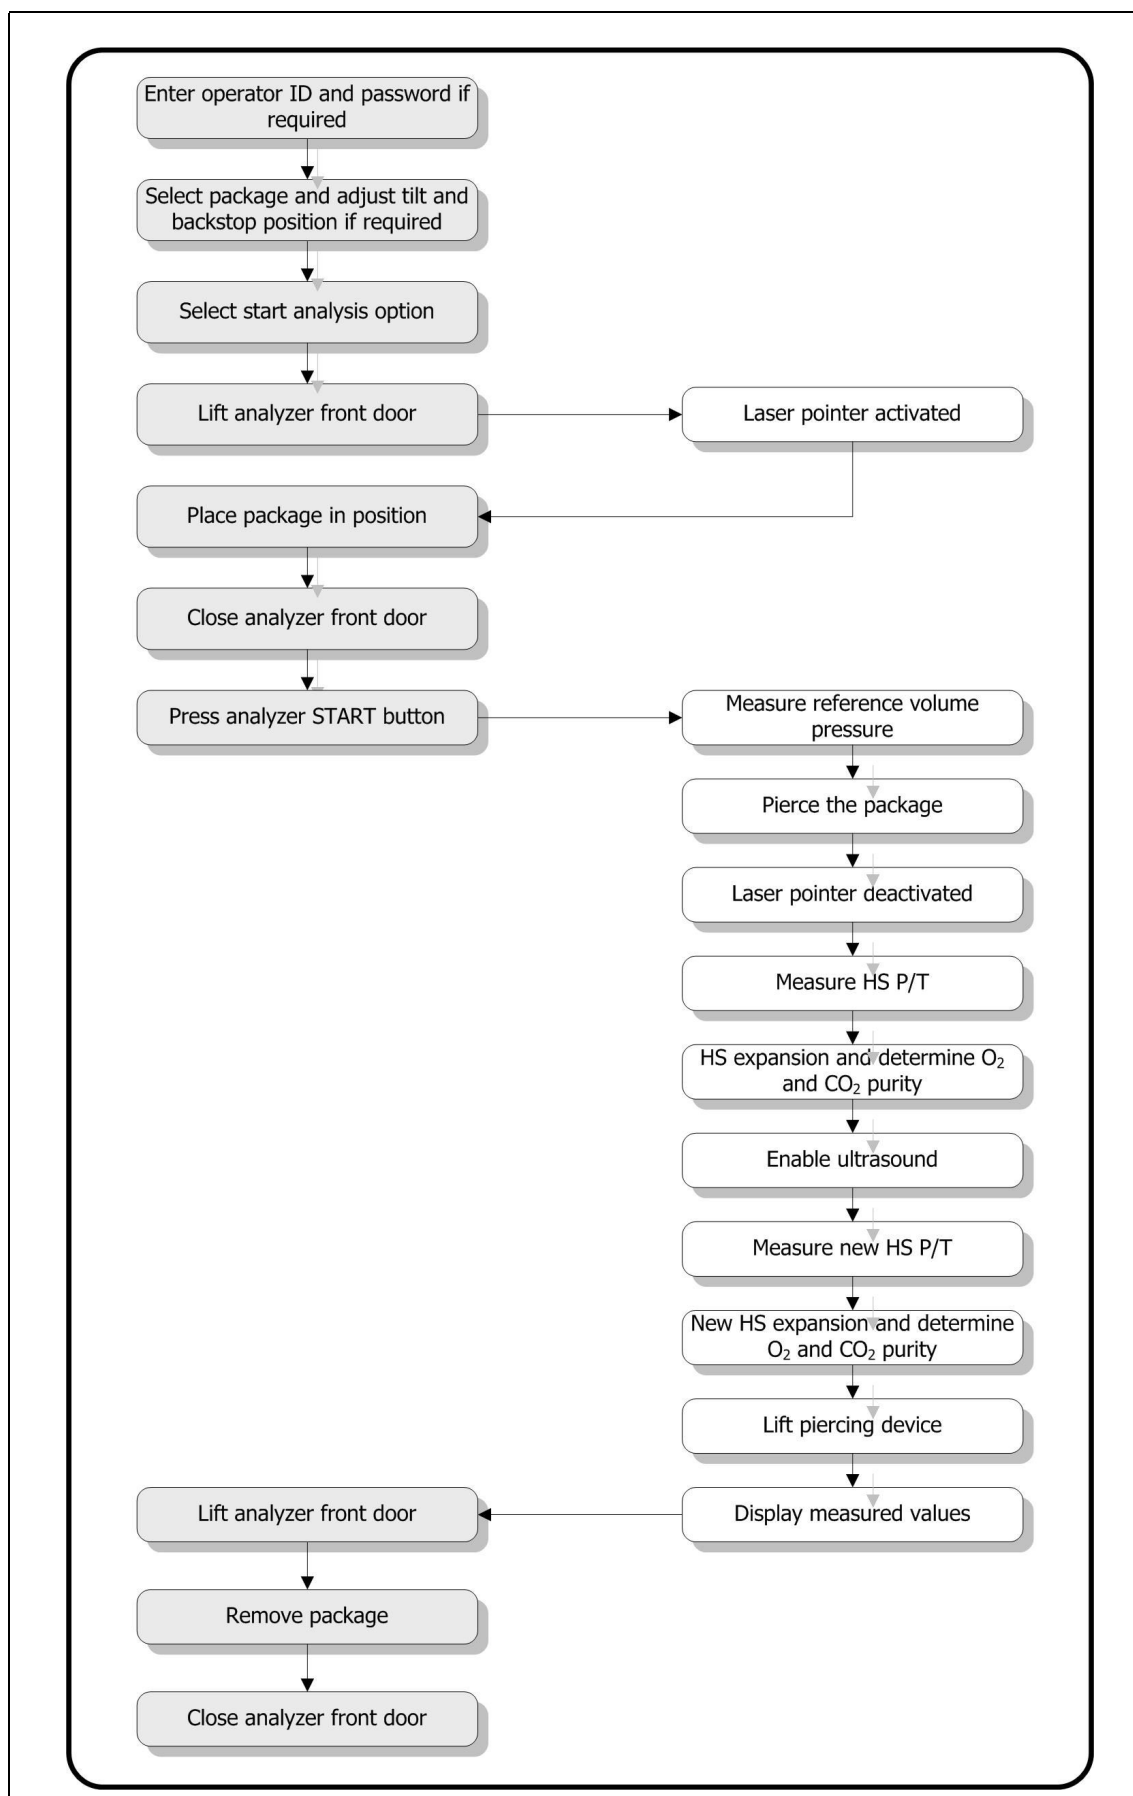 Enter operator ID and password if
required
Select package and adjust tilt and
backstop position if required
Select start analysis option
Lift analyzer front door
Laser pointer activated
Place package in position
Close analyzer front door
Press analyzer START button
Measure reference volume
pressure
Pierce the package
Laser pointer deactivated
Measure HS P/T
HS expansion and determine O₂
and CO₂ purity
Enable ultrasound
Measure new HS P/T
New HS expansion and determine
O₂ and CO₂ purity
Lift piercing device
Display measured values
Lift analyzer front door
Remove package
Close analyzer front door